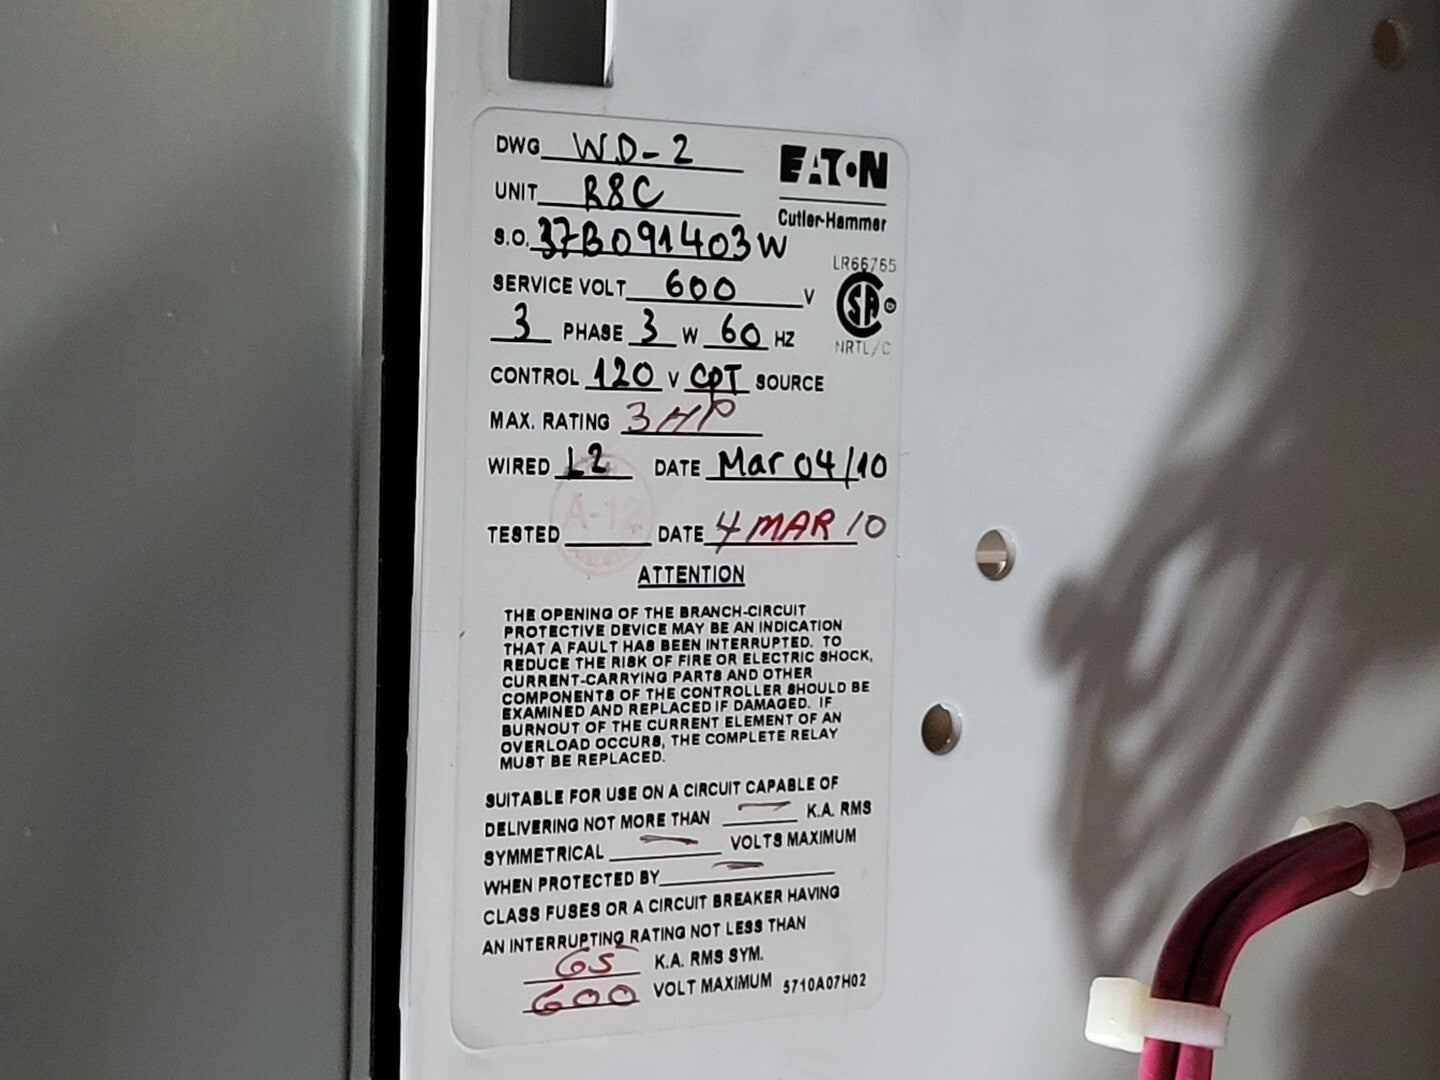 DWG WD-2
EATON
UNIT R8C
Cutler-Hammer
S.O. 37B091403W
LR66765
SERVICE VOLT 600 V
SA
3 PHASE 3 W 60 HZ
NRTL/C
CONTROL 120 V CPT SOURCE
MAX. RATING 3 HP
WIRED L2 DATE Mar 04/10
A-12
TESTED DATE 4 MAR 10
ATTENTION
THE OPENING OF THE BRANCH-CIRCUIT
PROTECTIVE DEVICE MAY BE AN INDICATION
THAT A FAULT HAS BEEN INTERRUPTED. TO
REDUCE THE RISK OF FIRE OR ELECTRIC SHOCK,
CURRENT-CARRYING PARTS AND OTHER
COMPONENTS OF THE CONTROLLER SHOULD BE
EXAMINED AND REPLACED IF DAMAGED. IF
BURNOUT OF THE CURRENT ELEMENT OF AN
OVERLOAD OCCURS, THE COMPLETE RELAY
MUST BE REPLACED.
SUITABLE FOR USE ON A CIRCUIT CAPABLE OF
DELIVERING NOT MORE THAN — K.A. RMS
SYMMETRICAL — VOLTS MAXIMUM
WHEN PROTECTED BY —
CLASS FUSES OR A CIRCUIT BREAKER HAVING
AN INTERRUPTING RATING NOT LESS THAN
65 K.A. RMS SYM.
600 VOLT MAXIMUM 5710A07H02